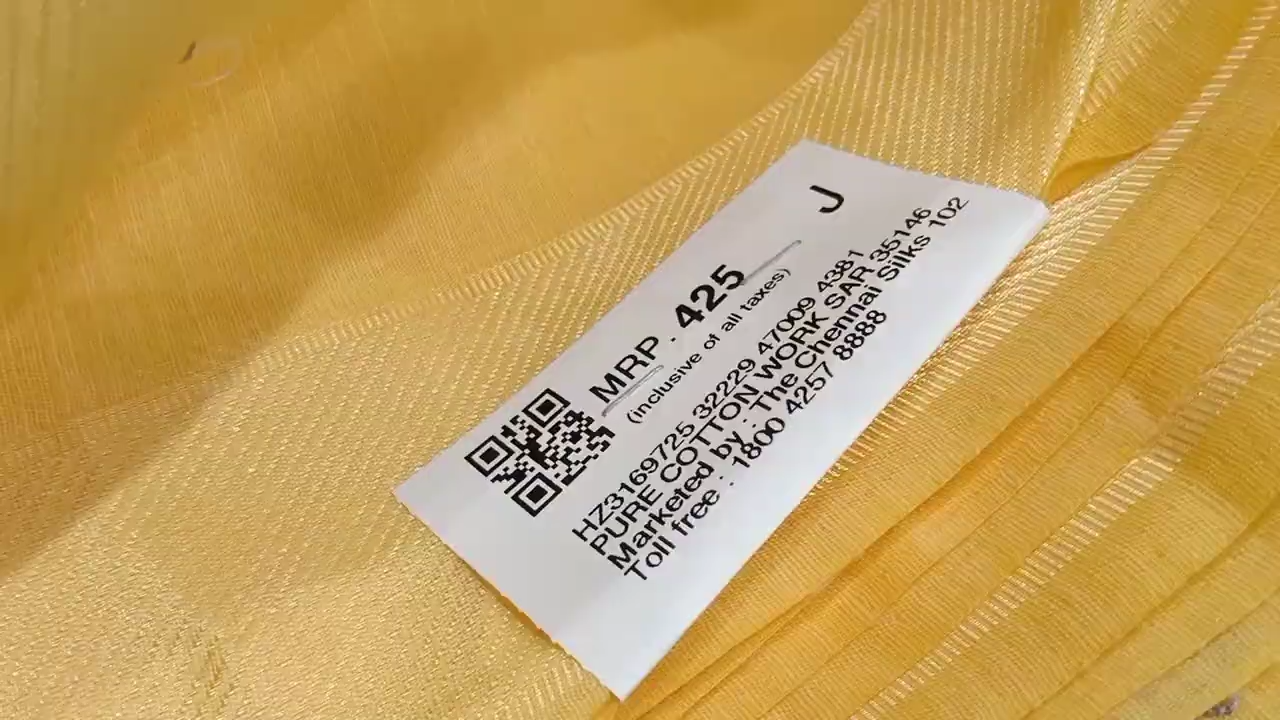 J
MRP. 425
(inclusive of all taxes)
HZ3169725 32229 47009 4381
PURE COTTON WORK SAR 35146
Marketed by : The Chennai Silks 102
Toll free : 1800 4257 8888